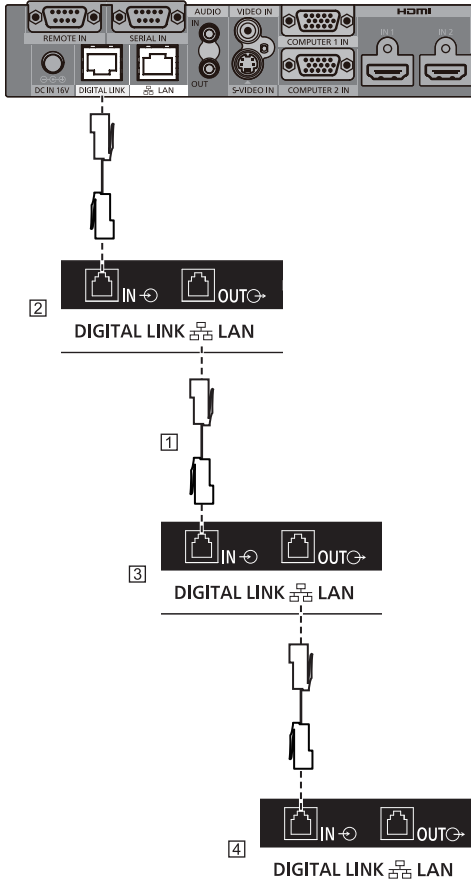 REMOTE IN SERIAL IN AUDIO IN VIDEO IN COMPUTER 1 IN HDMI IN 1 IN 2
DC IN 16V DIGITAL LINK LAN OUT S-VIDEO IN COMPUTER 2 IN
IN OUT
2
DIGITAL LINK LAN
1
IN OUT
3
DIGITAL LINK LAN
IN OUT
4
DIGITAL LINK LAN